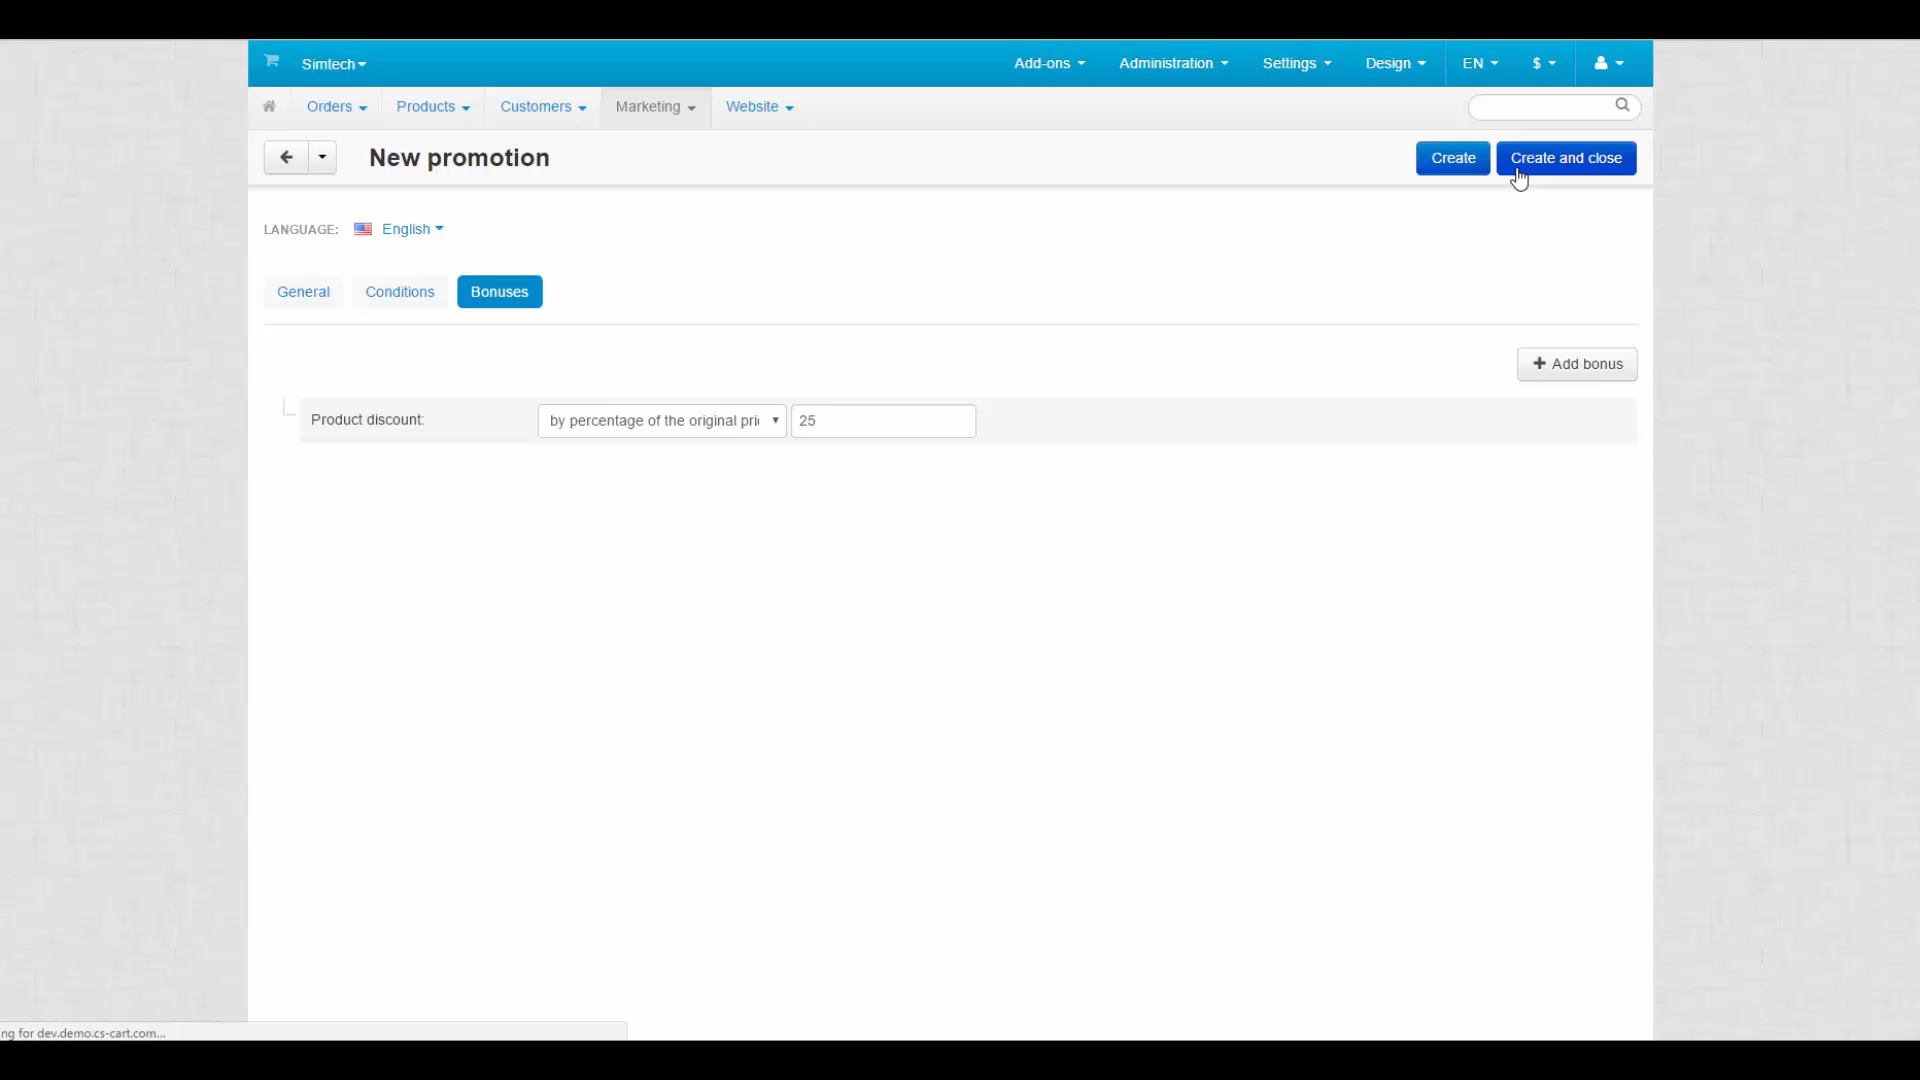 Simtech
Add-ons
Administration
Settings
Design
EN
$
Orders
Products
Customers
Marketing
Website
New promotion
Create
Create and close
LANGUAGE:
English
General
Conditions
Bonuses
+ Add bonus
Product discount:
by percentage of the original pri
25
ng for dev.demo.cs-cart.com...